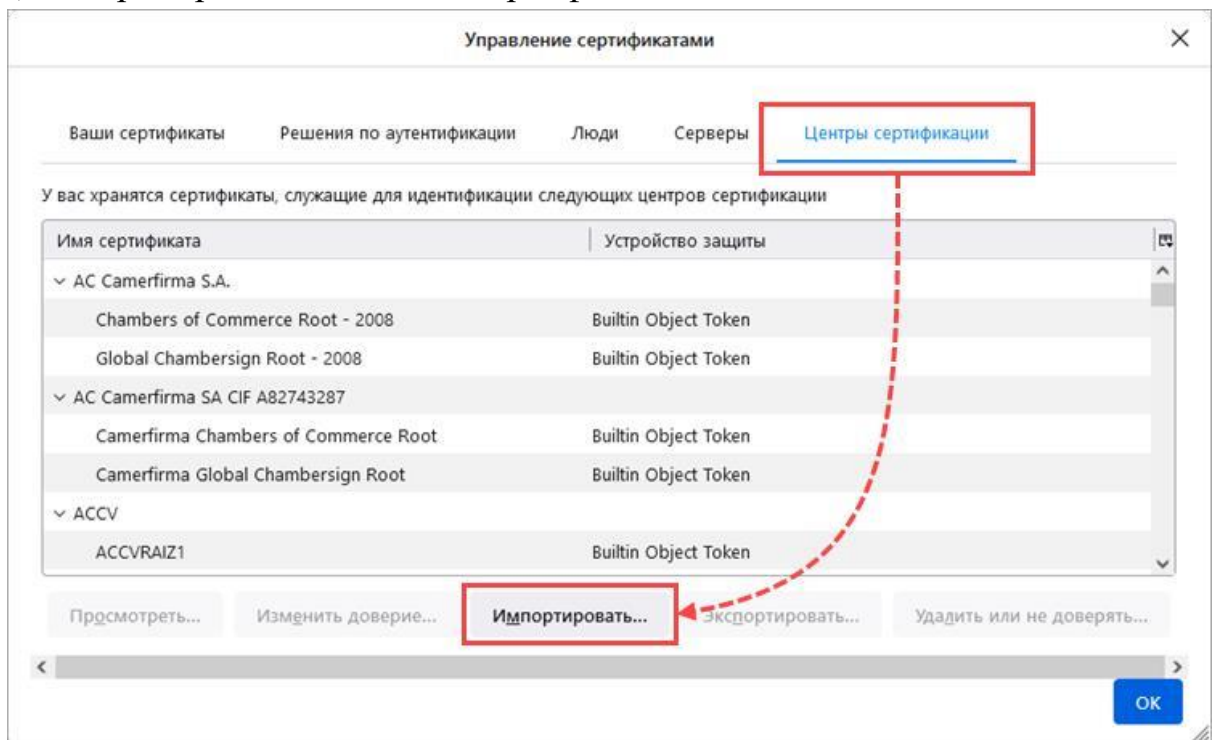 Управление сертификатами
Ваши сертификаты Решения по аутентификации Люди Серверы Центры сертификации
У вас хранятся сертификаты, служащие для идентификации следующих центров сертификации
Имя сертификата Устройство защиты
AC Camerfirma S.A.
Chambers of Commerce Root - 2008 Builtin Object Token
Global Chambersign Root - 2008 Builtin Object Token
AC Camerfirma SA CIF A82743287
Camerfirma Chambers of Commerce Root Builtin Object Token
Camerfirma Global Chambersign Root Builtin Object Token
ACCV
ACCVRAIZ1 Builtin Object Token
Просмотреть... Изменить доверие... Импортировать... Экспортировать... Удалить или не доверять...
ОК